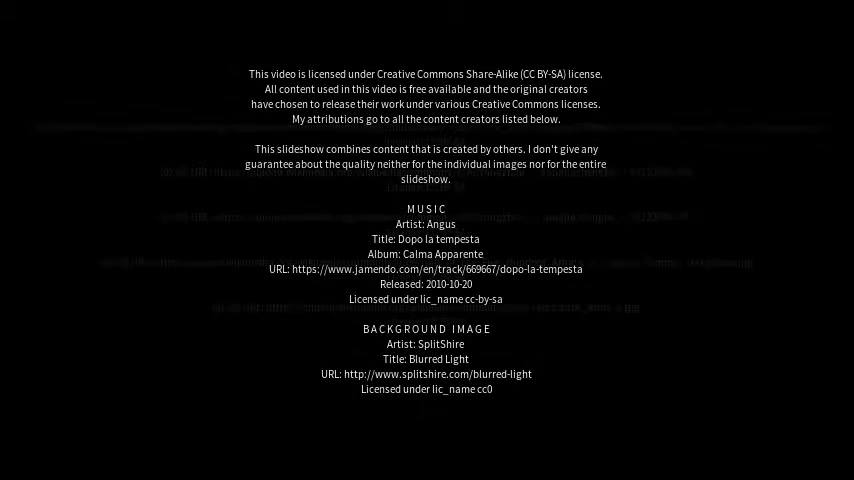 This video is licensed under Creative Commons Share-Alike (CC BY-SA) license.
All content used in this video is free available and the original creators
have chosen to release their work under various Creative Commons licenses.
My attributions go to all the content creators listed below.
This slideshow combines content that is created by others. I don't give any
guarantee about the quality neither for the individual images nor for the entire
slideshow.
MUSIC
Artist: Angus
Title: Dopo la tempesta
Album: Calma Apparente
URL: https://www.jamendo.com/en/track/669667/dopo-la-tempesta
Released: 2010-10-20
Licensed under lic_name cc-by-sa
BACKGROUND IMAGE
Artist: SplitShire
Title: Blurred Light
URL: http://www.splitshire.com/blurred-light
Licensed under lic_name cc0